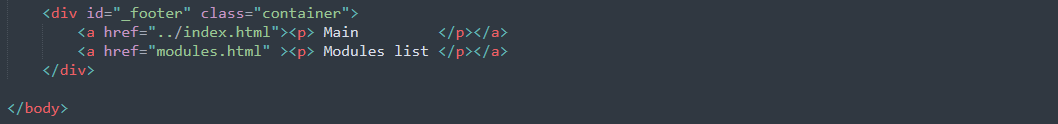 <div id="_footer" class="container">
<a href="../index.html"><p> Main         </p></a>
<a href="modules.html" ><p> Modules list </p></a>
</div>
</body>